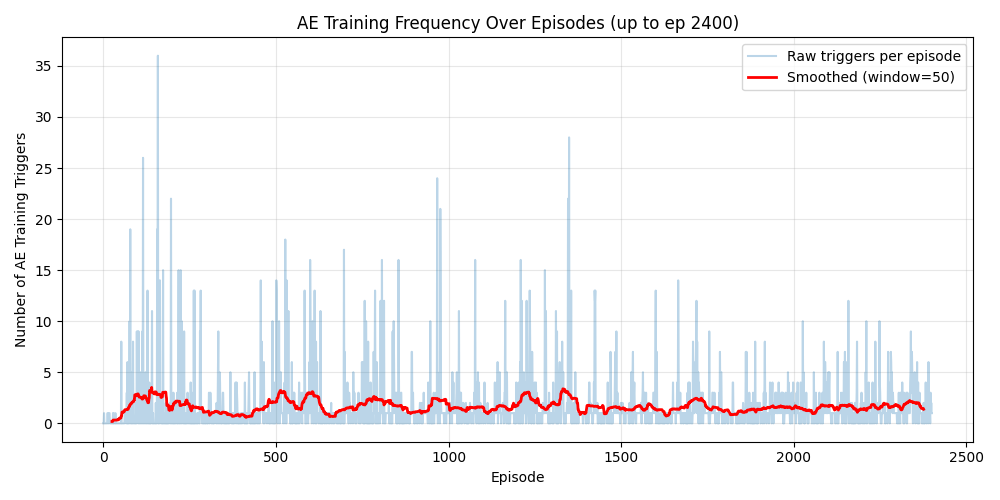 AE Training Frequency Over Episodes (up to ep 2400)
Raw triggers per episode
Smoothed (window=50)
Number of AE Training Triggers
35
30
25
20
15
10
5
0
0
500
1000
1500
2000
2500
Episode